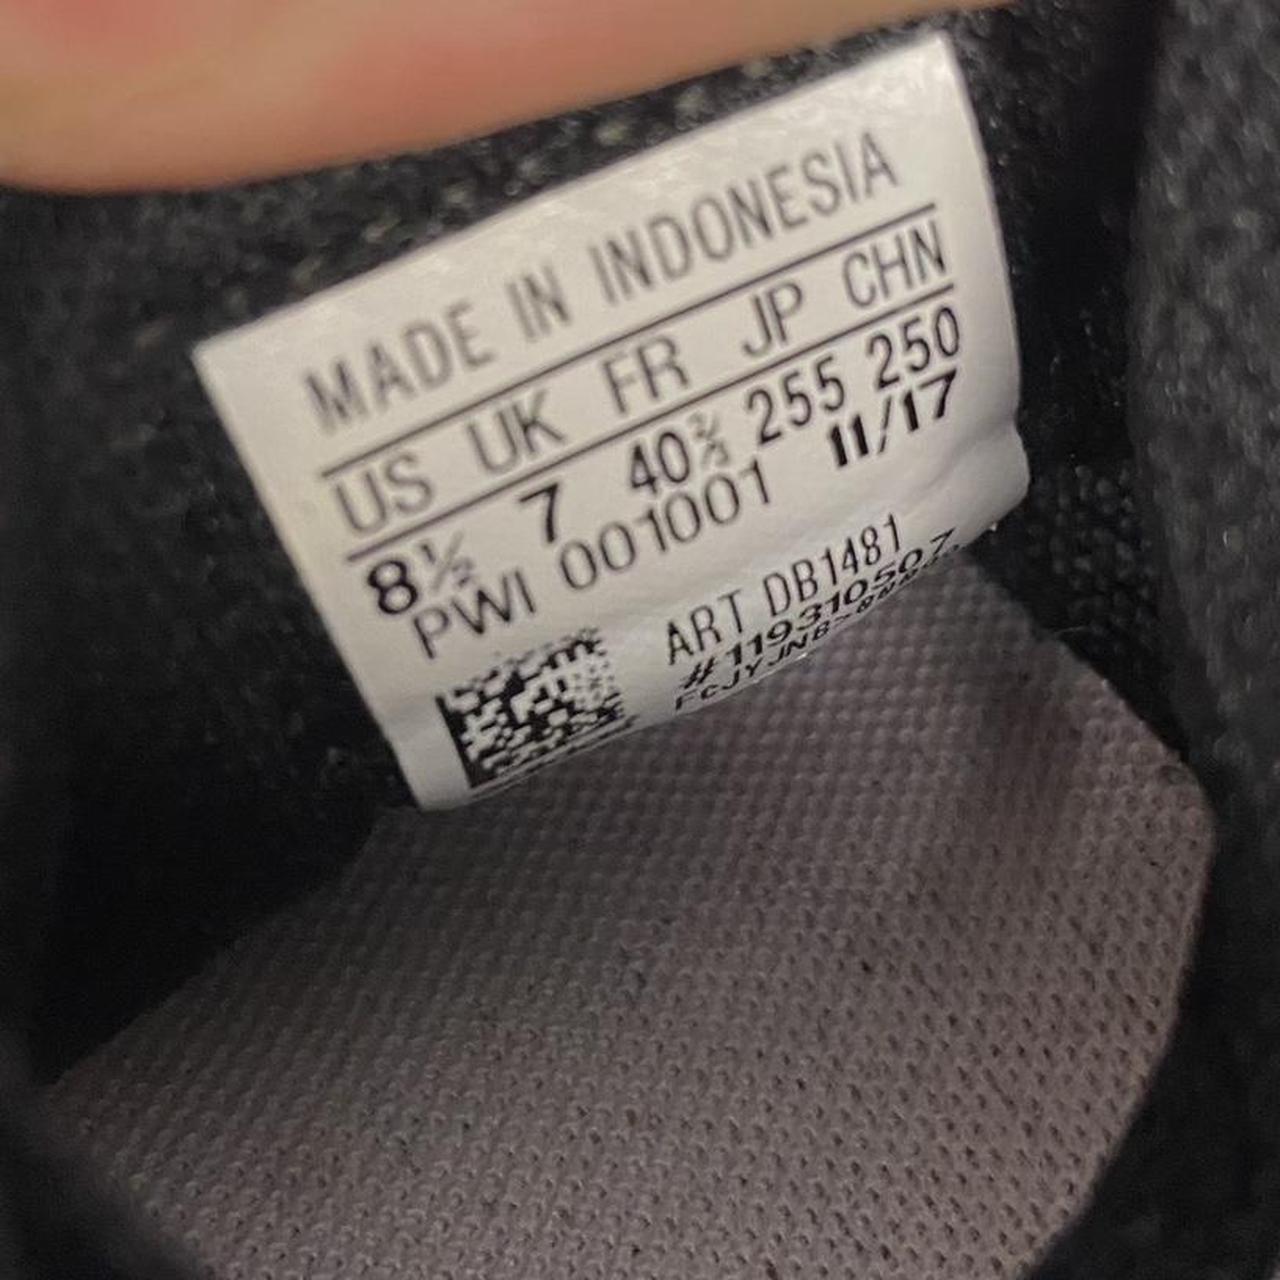 MADE IN INDONESIA
US UK FR JP CHN
8½ 7 40⅔ 255 250
PWI 001001 11/17
ART DB1481
#119310507